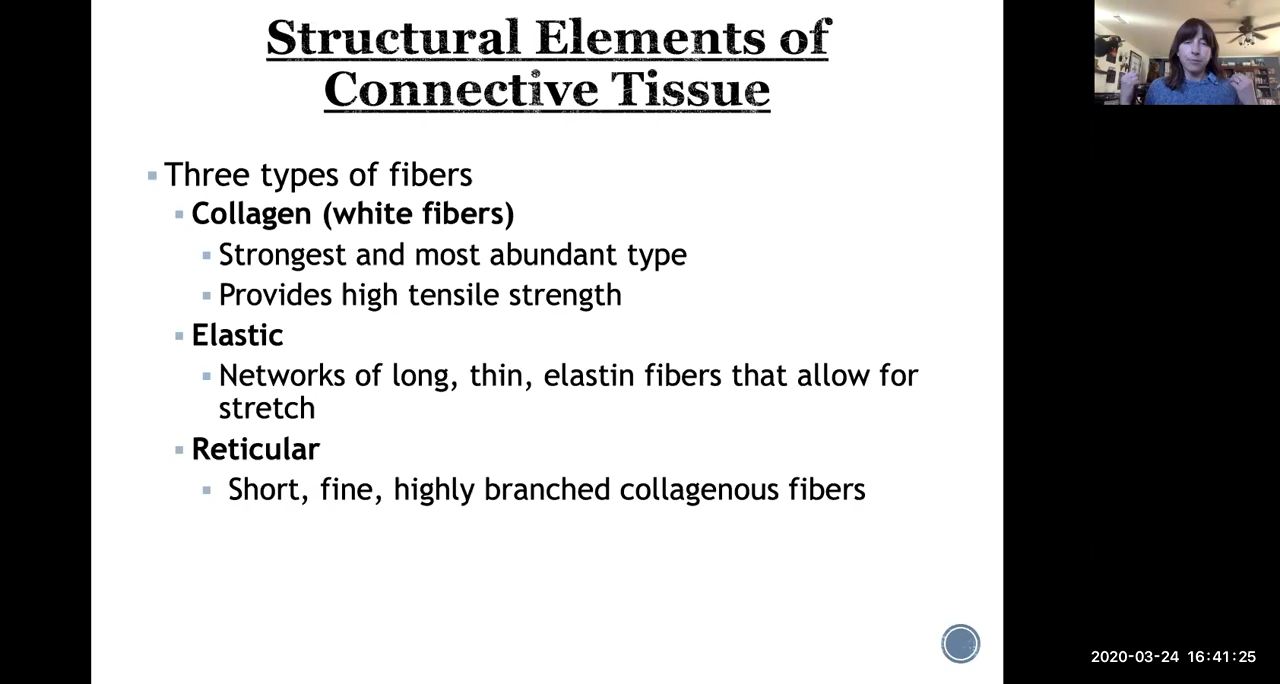 Structural Elements of
Connective Tissue
Three types of fibers
Collagen (white fibers)
Strongest and most abundant type
Provides high tensile strength
Elastic
Networks of long, thin, elastin fibers that allow for
stretch
Reticular
Short, fine, highly branched collagenous fibers
2020-03-24 16:41:25